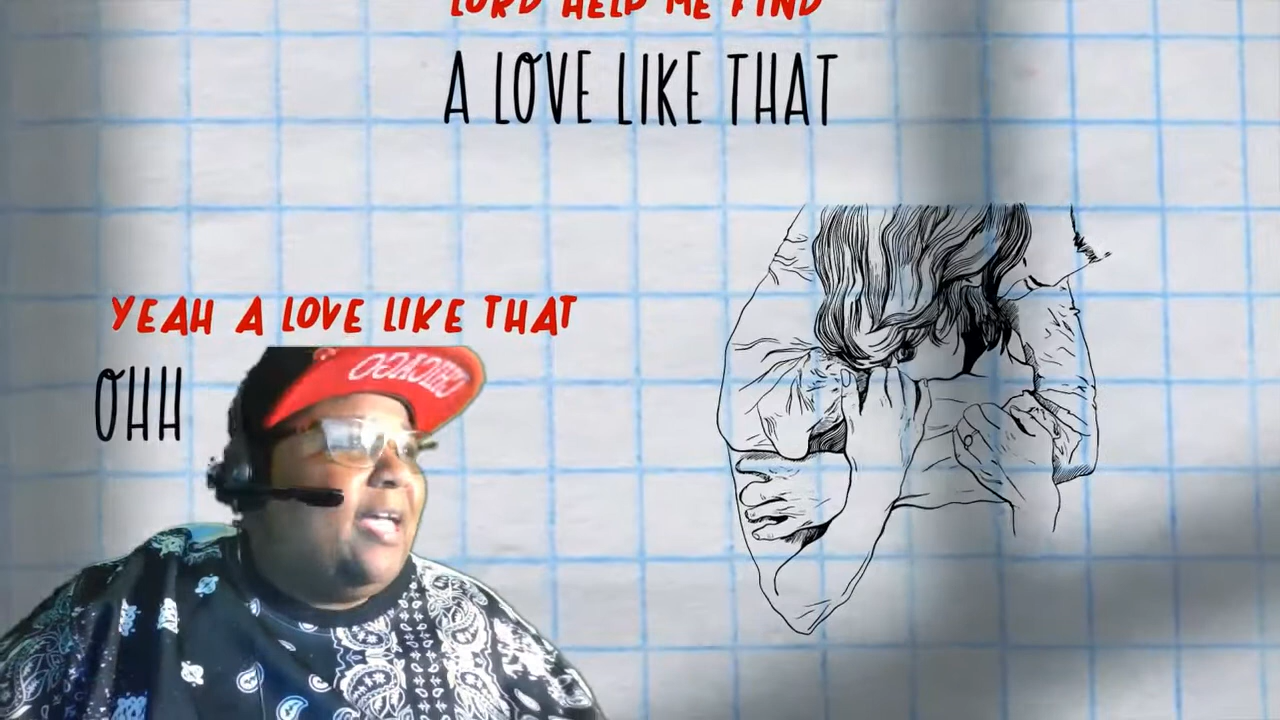 LORD HELP ME FIND
A LOVE LIKE THAT
YEAH A LOVE LIKE THAT
OHH
CHICAGO